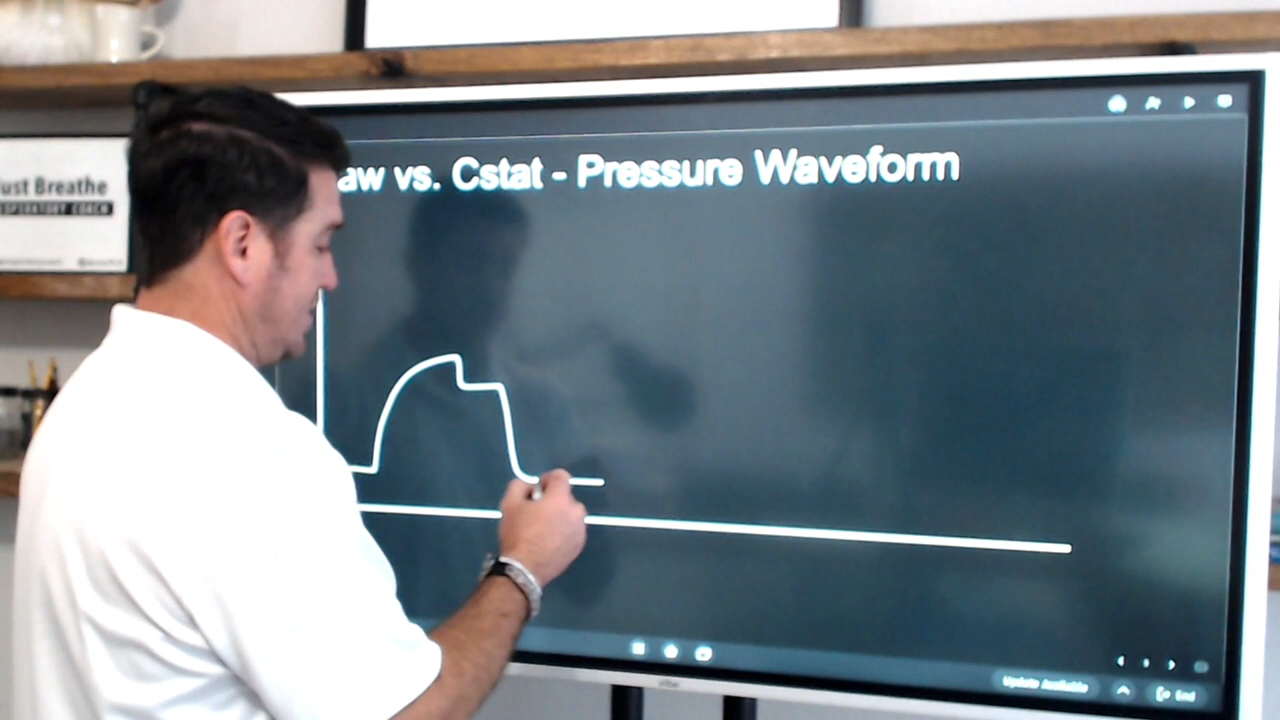 aw vs. Cstat - Pressure Waveform
ust Breathe
Update Available
End